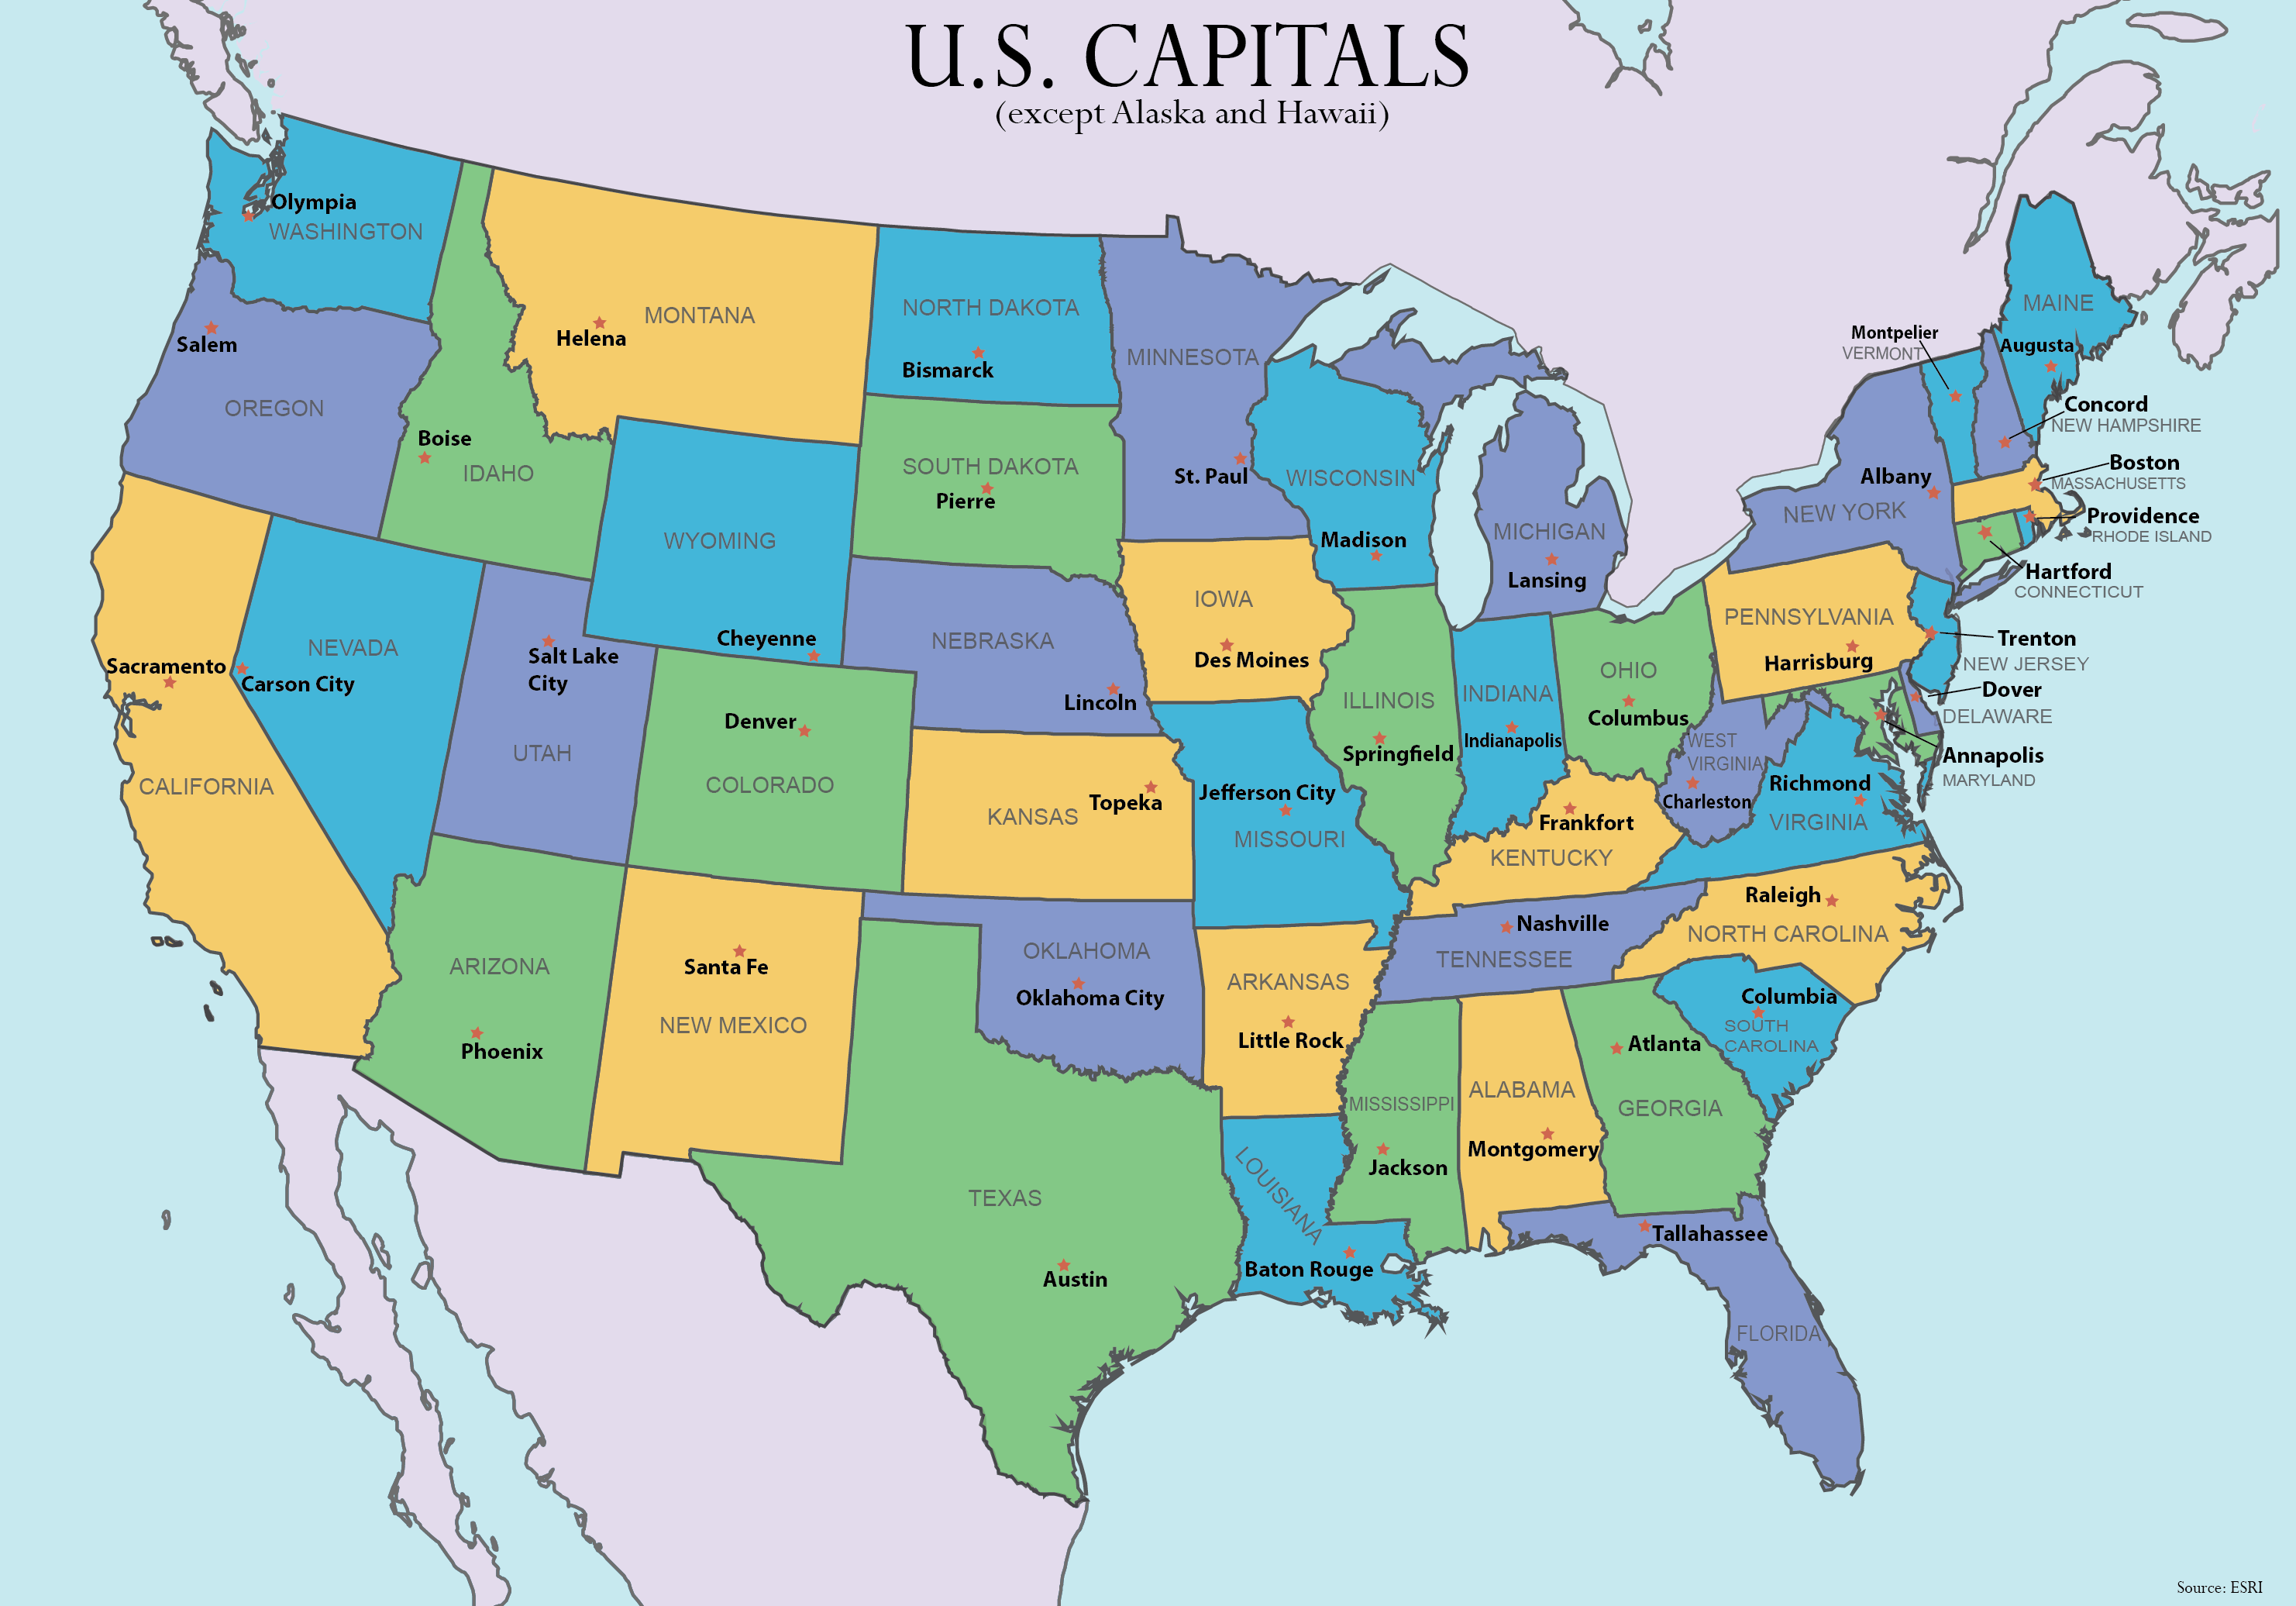 U.S. CAPITALS
(except Alaska and Hawaii)
Olympia
WASHINGTON
Salem
OREGON
Boise
IDAHO
Helena
MONTANA
NORTH DAKOTA
Bismarck
SOUTH DAKOTA
Pierre
MINNESOTA
St. Paul
WISCONSIN
Madison
MICHIGAN
Lansing
WYOMING
Cheyenne
NEBRASKA
Lincoln
IOWA
Des Moines
NEVADA
Carson City
Sacramento
CALIFORNIA
Salt Lake
City
UTAH
Denver
COLORADO
KANSAS
Topeka
Jefferson City
MISSOURI
ILLINOIS
Springfield
INDIANA
Indianapolis
OHIO
Columbus
Frankfort
KENTUCKY
WEST
VIRGINIA
Charleston
Richmond
VIRGINIA
PENNSYLVANIA
Harrisburg
Albany
NEW YORK
Montpelier
VERMONT
MAINE
Augusta
Concord
NEW HAMPSHIRE
Boston
MASSACHUSETTS
Providence
RHODE ISLAND
Hartford
CONNECTICUT
Trenton
NEW JERSEY
Dover
DELAWARE
Annapolis
MARYLAND
ARIZONA
Phoenix
Santa Fe
NEW MEXICO
OKLAHOMA
Oklahoma City
TEXAS
Austin
ARKANSAS
Little Rock
LOUISIANA
Baton Rouge
MISSISSIPPI
Jackson
ALABAMA
Montgomery
Nashville
TENNESSEE
Raleigh
NORTH CAROLINA
Columbia
SOUTH
CAROLINA
Atlanta
GEORGIA
Tallahassee
FLORIDA
Source: ESRI